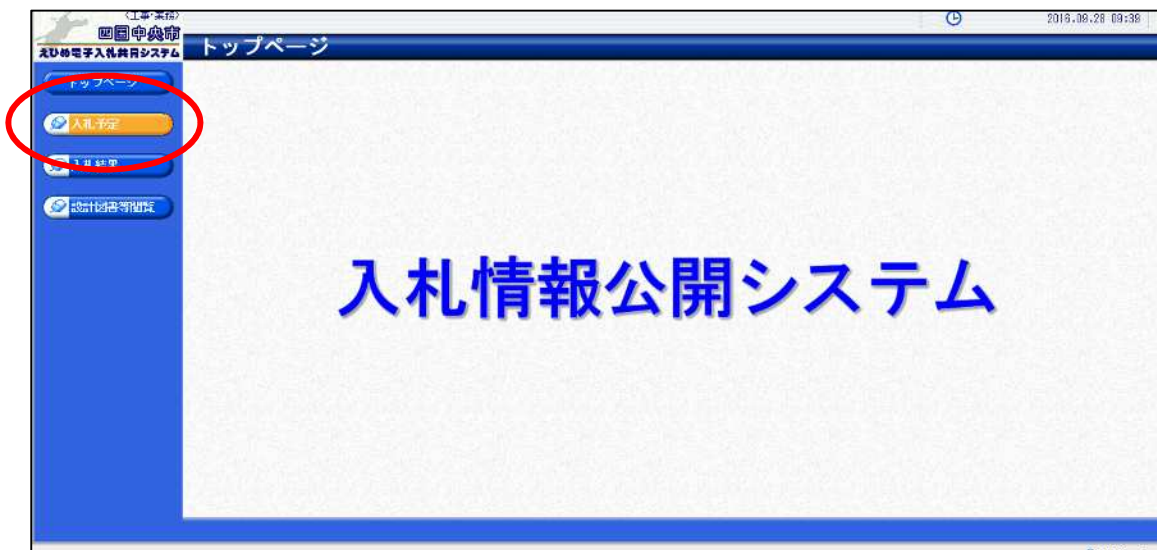 〈工事・業務〉
四国中央市
えひめ電子入札共同システム
2016.09.28 09:39
トップページ
トップページ
入札予定
入札結果
設計図書等閲覧
入札情報公開システム